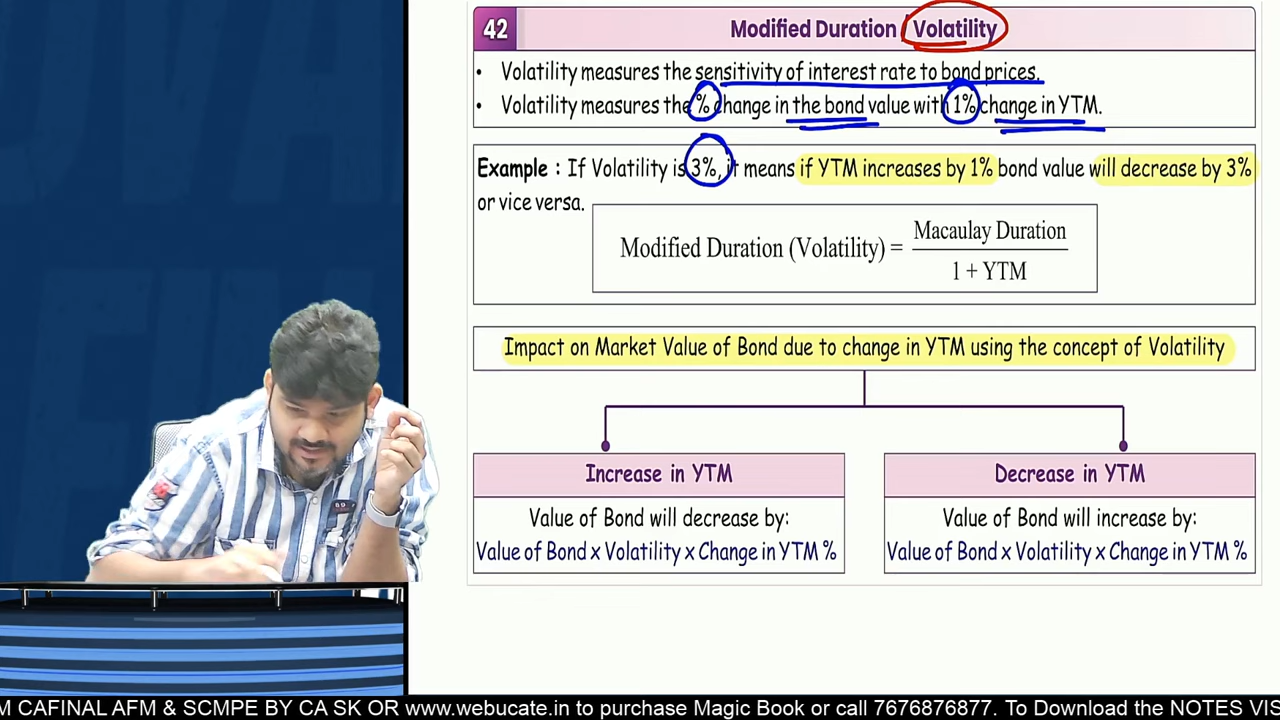 42
Modified Duration / Volatility
• Volatility measures the sensitivity of interest rate to bond prices.
• Volatility measures the % change in the bond value with 1% change in YTM.
Example : If Volatility is 3%, it means if YTM increases by 1% bond value will decrease by 3%
or vice versa.
Modified Duration (Volatility) = Macaulay Duration
1 + YTM
Impact on Market Value of Bond due to change in YTM using the concept of Volatility
Increase in YTM
Value of Bond will decrease by:
Value of Bond x Volatility x Change in YTM %
Decrease in YTM
Value of Bond will increase by:
Value of Bond x Volatility x Change in YTM %
M CAFINAL AFM & SCMPE BY CA SK OR www.webucate.in to purchase Magic Book or call 7676876877. To Download the NOTES VIS